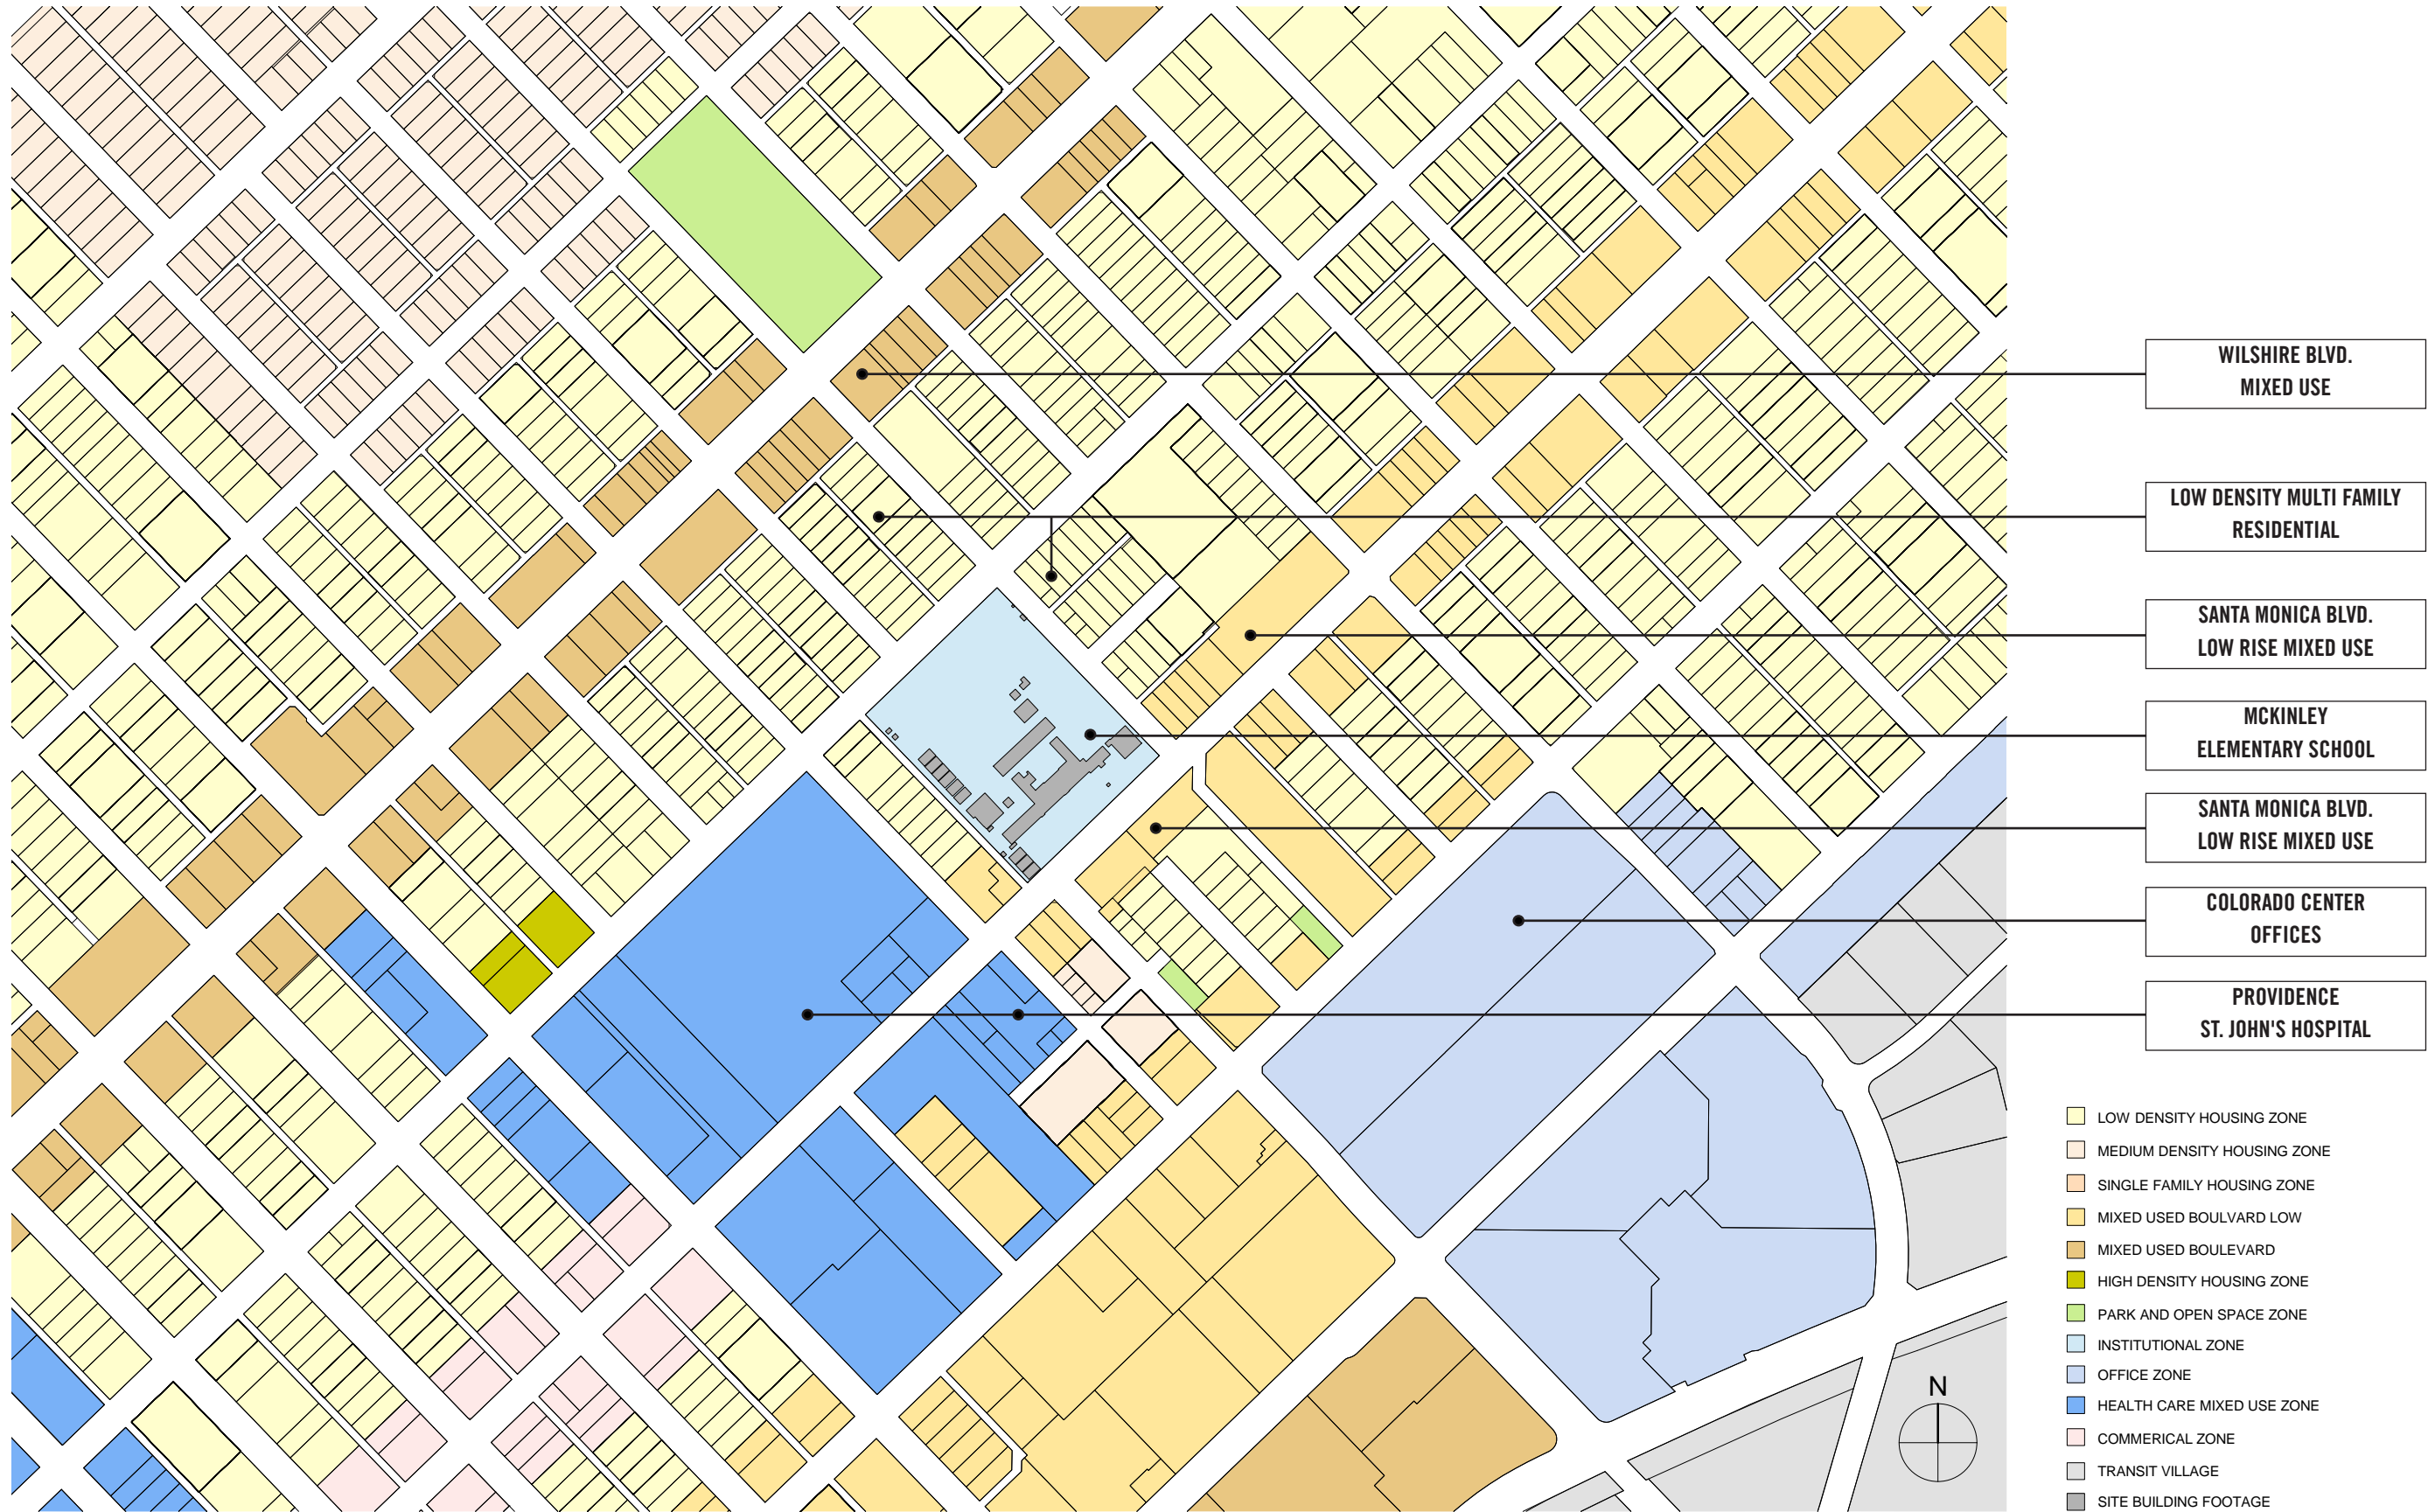 WILSHIRE BLVD.
MIXED USE
LOW DENSITY MULTI FAMILY
RESIDENTIAL
SANTA MONICA BLVD.
LOW RISE MIXED USE
MCKINLEY
ELEMENTARY SCHOOL
SANTA MONICA BLVD.
LOW RISE MIXED USE
COLORADO CENTER
OFFICES
PROVIDENCE
ST. JOHN'S HOSPITAL
LOW DENSITY HOUSING ZONE
MEDIUM DENSITY HOUSING ZONE
SINGLE FAMILY HOUSING ZONE
MIXED USED BOULVARD LOW
MIXED USED BOULEVARD
HIGH DENSITY HOUSING ZONE
PARK AND OPEN SPACE ZONE
INSTITUTIONAL ZONE
OFFICE ZONE
HEALTH CARE MIXED USE ZONE
COMMERICAL ZONE
TRANSIT VILLAGE
SITE BUILDING FOOTAGE
N